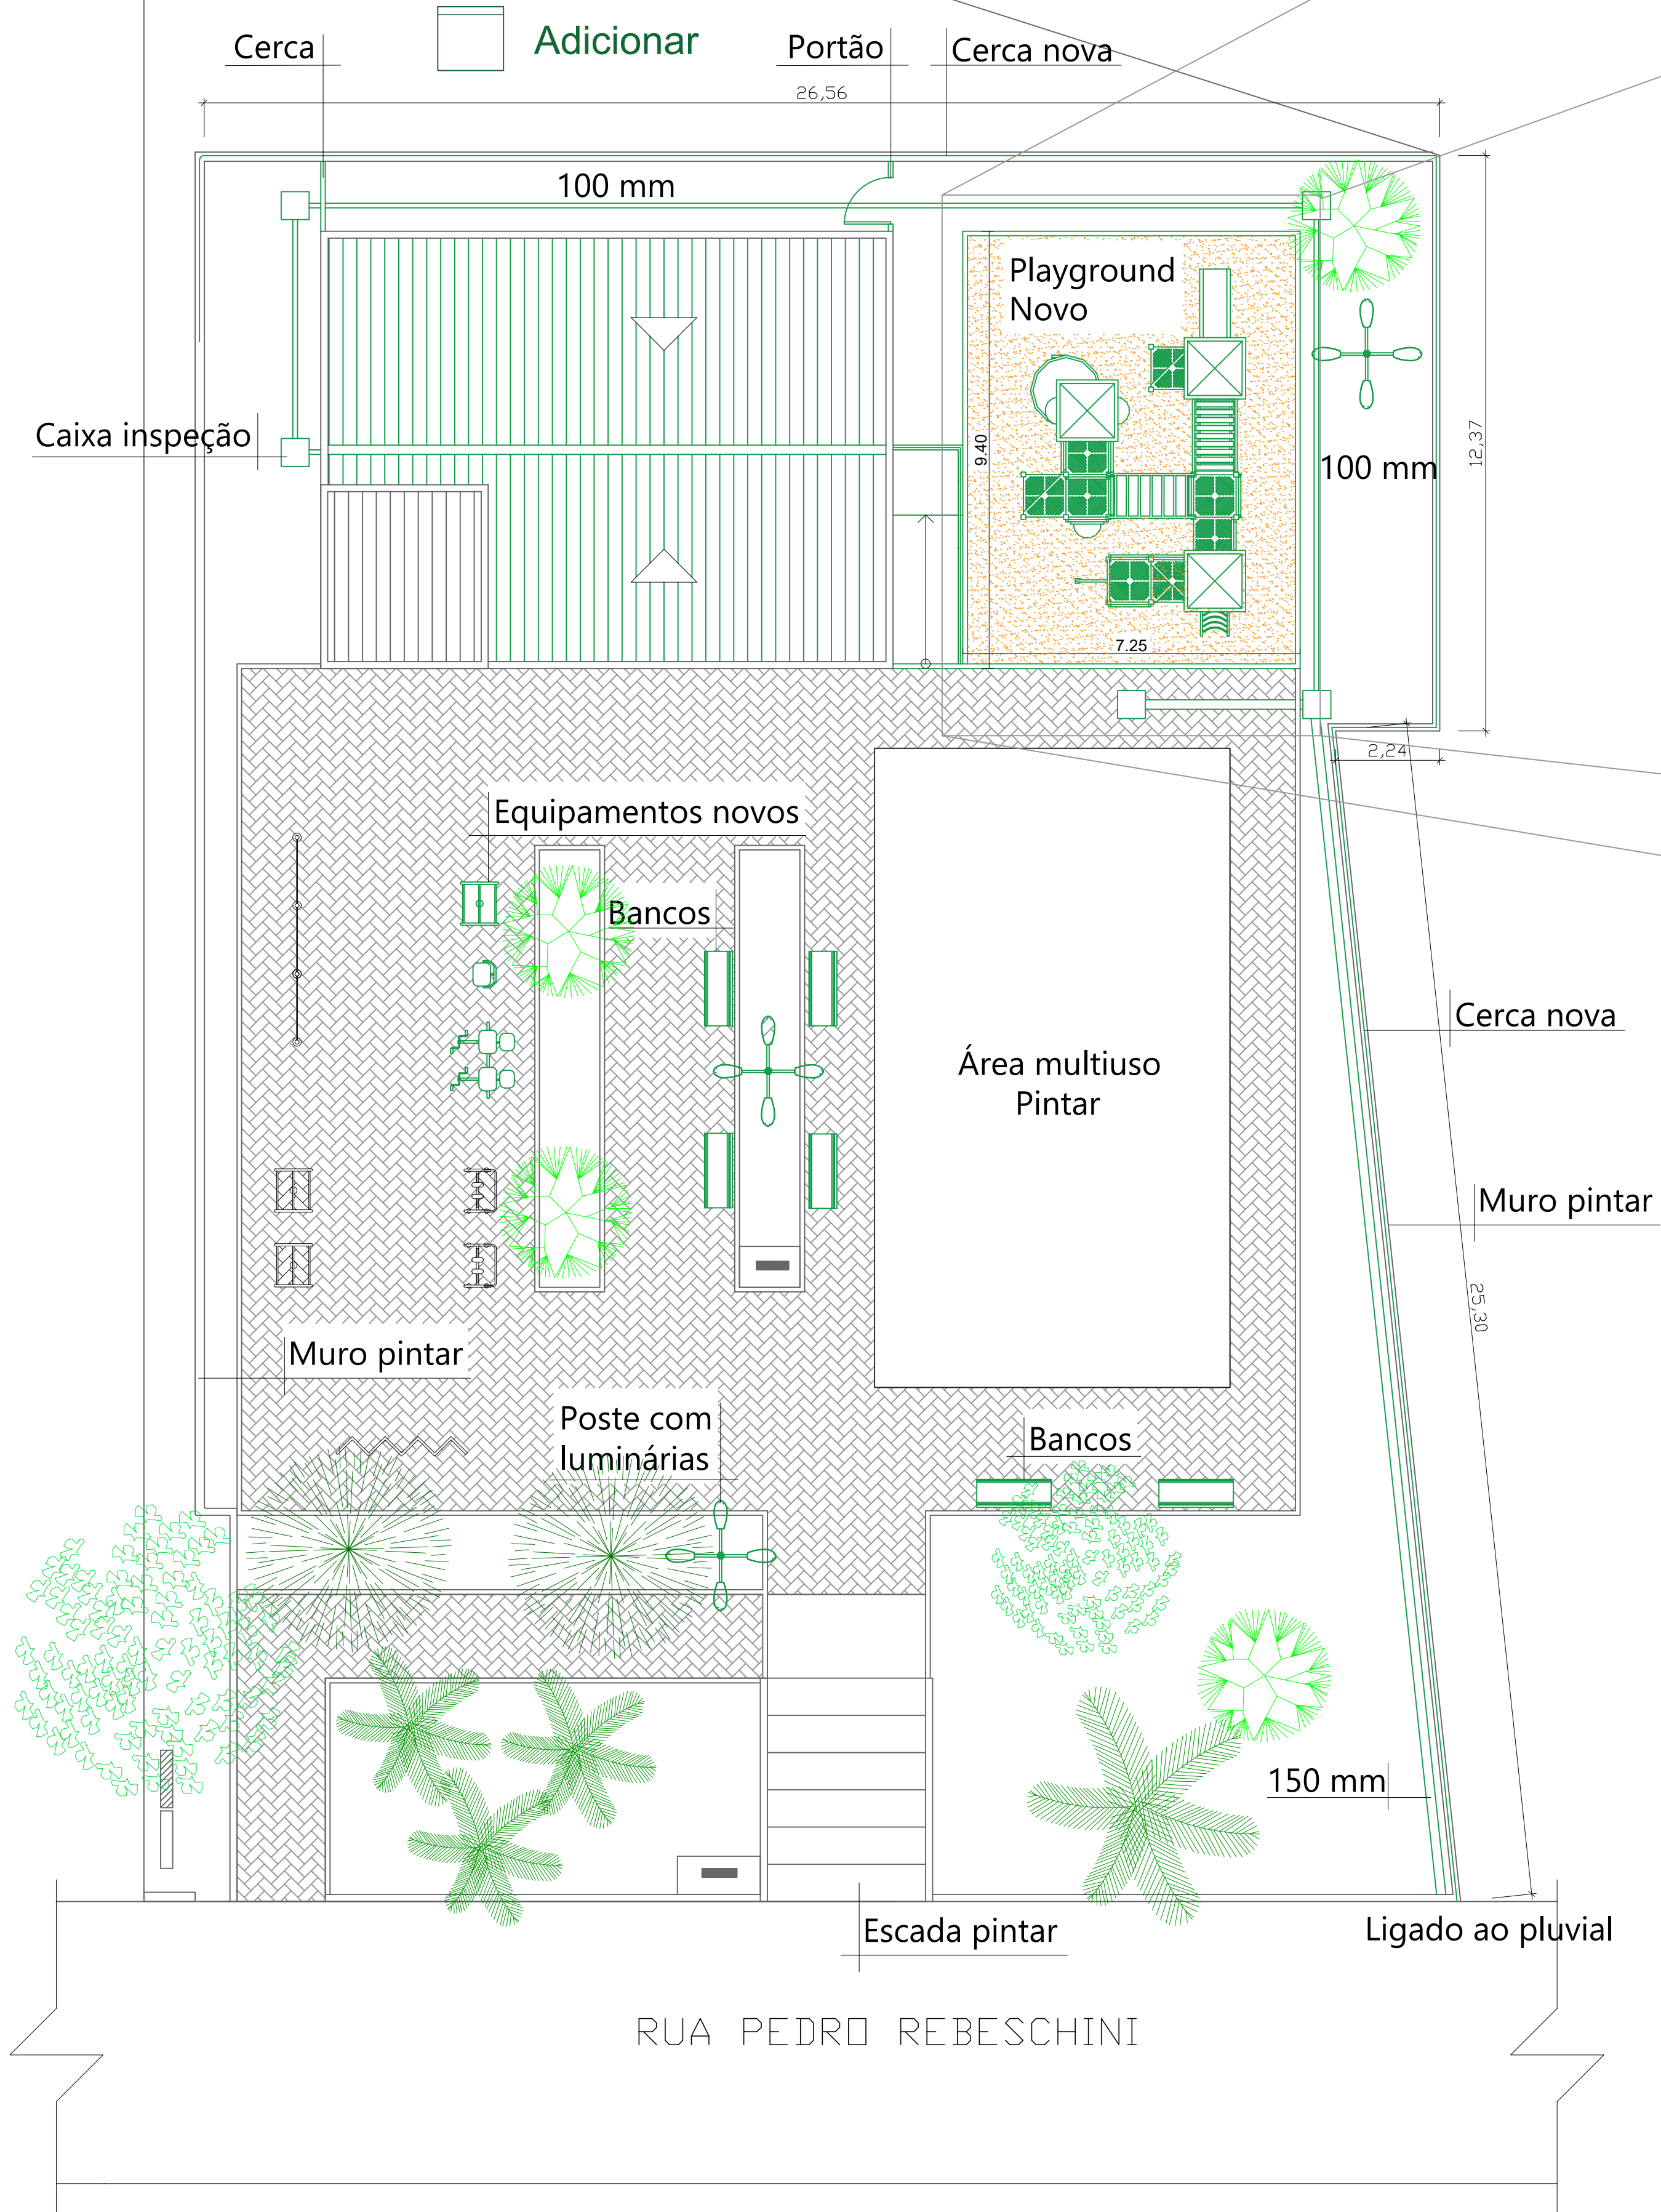 Adicionar
Cerca
Portão
Cerca nova
26,56
100 mm
Playground
Novo
Caixa inspeção
9.40
100 mm
12,37
7.25
2,24
Equipamentos novos
Bancos
Cerca nova
Área multiuso
Pintar
Muro pintar
25,30
Muro pintar
Poste com
luminárias
Bancos
150 mm
Escada pintar
Ligado ao pluvial
RUA PEDRO REBESCHINI